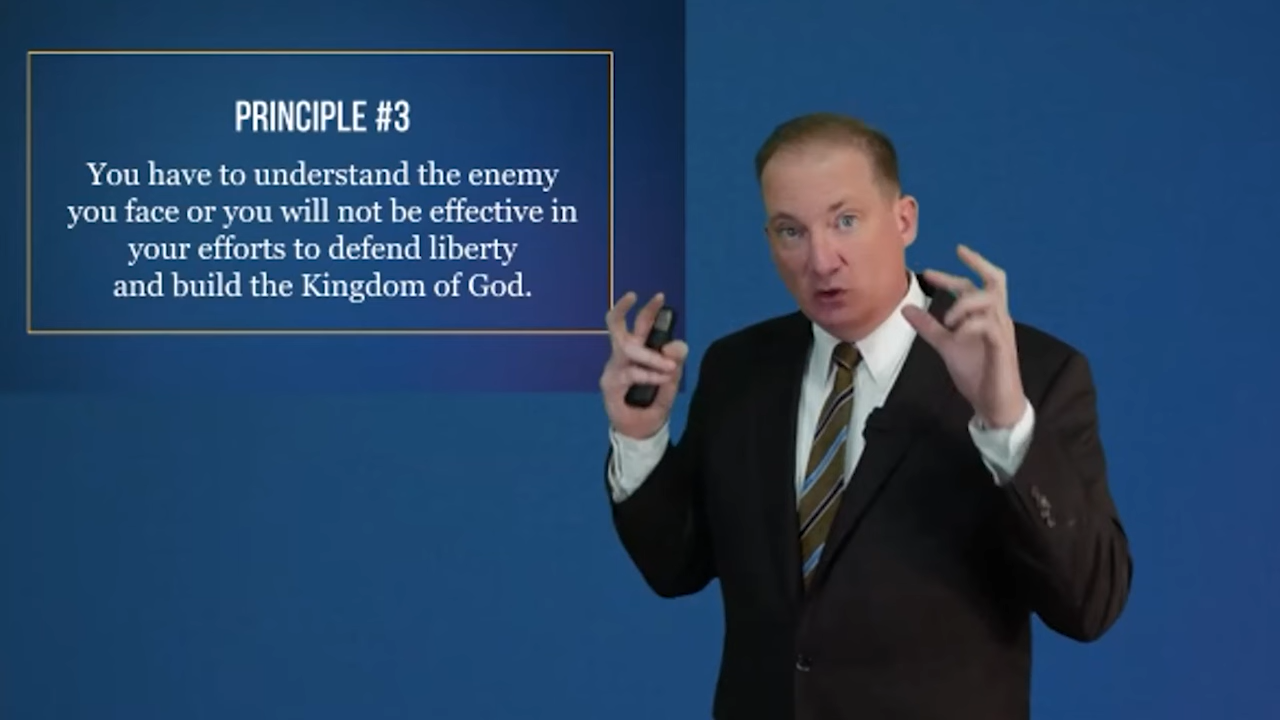 PRINCIPLE #3
You have to understand the enemy
you face or you will not be effective in
your efforts to defend liberty
and build the Kingdom of God.